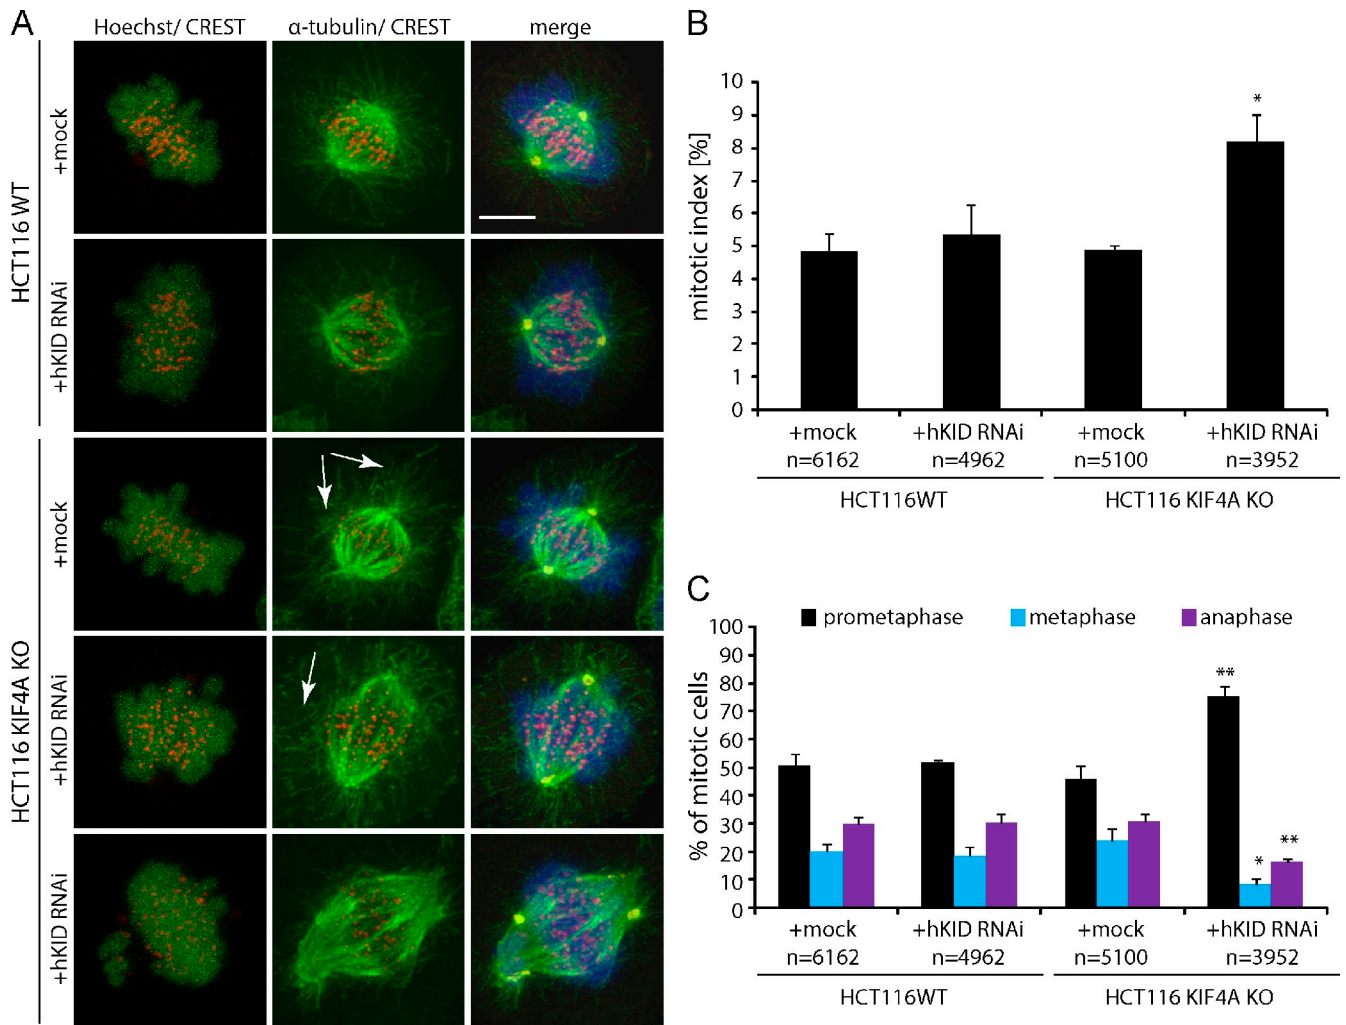 A
Hoechst/ CREST
α-tubulin/ CREST
merge
HCT116 WT
+mock
+hKID RNAi
HCT116 KIF4A KO
+mock
+hKID RNAi
+hKID RNAi
B
mitotic index [%]
10
9
8
7
6
5
4
3
2
1
0
*
+mock
+hKID RNAi
+mock
+hKID RNAi
n=6162
n=4962
n=5100
n=3952
HCT116WT
HCT116 KIF4A KO
C
prometaphase
metaphase
anaphase
% of mitotic cells
100
90
80
70
60
50
40
30
20
10
0
**
*
**
+mock
+hKID RNAi
+mock
+hKID RNAi
n=6162
n=4962
n=5100
n=3952
HCT116WT
HCT116 KIF4A KO